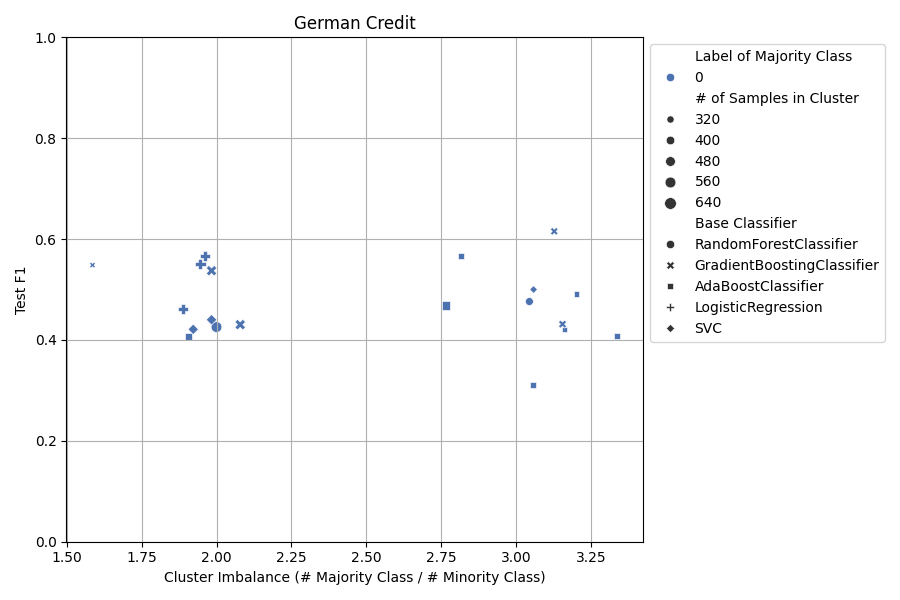 German Credit
1.0
0.8
0.6
0.4
0.2
0.0
Test F1
1.50 1.75 2.00 2.25 2.50 2.75 3.00 3.25
Cluster Imbalance (# Majority Class / # Minority Class)
Label of Majority Class
0
# of Samples in Cluster
320
400
480
560
640
Base Classifier
RandomForestClassifier
GradientBoostingClassifier
AdaBoostClassifier
LogisticRegression
SVC